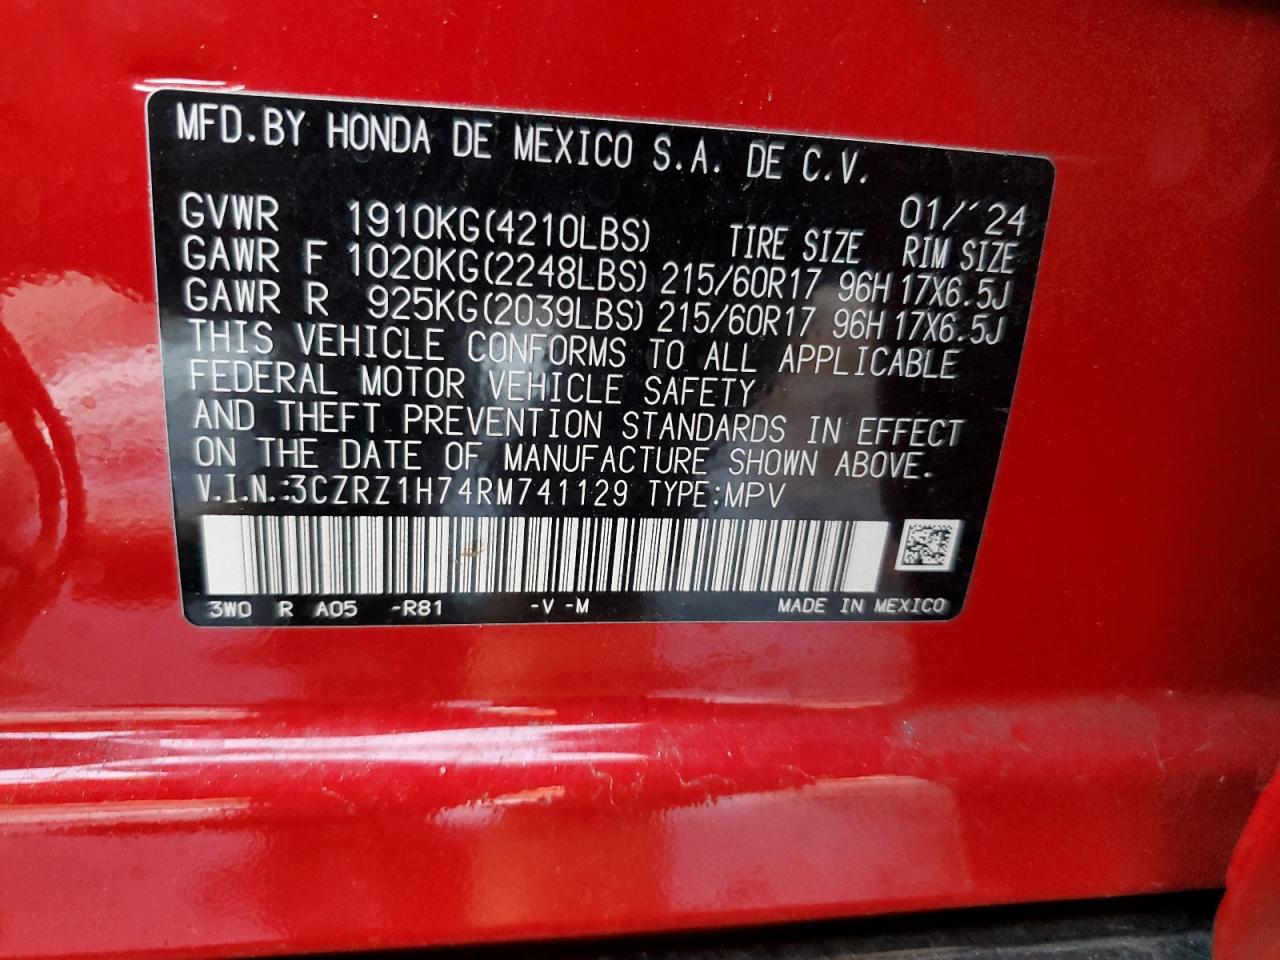 MFD.BY HONDA DE MEXICO S.A. DE C.V.
01/´24
GVWR 1910KG(4210LBS) TIRE SIZE RIM SIZE
GAWR F 1020KG(2248LBS) 215/60R17 96H 17X6.5J
GAWR R 925KG(2039LBS) 215/60R17 96H 17X6.5J
THIS VEHICLE CONFORMS TO ALL APPLICABLE
FEDERAL MOTOR VEHICLE SAFETY
AND THEFT PREVENTION STANDARDS IN EFFECT
ON THE DATE OF MANUFACTURE SHOWN ABOVE.
V.I.N.:3CZRZ1H74RM741129 TYPE:MPV
3W0 R A05 -R81 -V -M MADE IN MEXICO